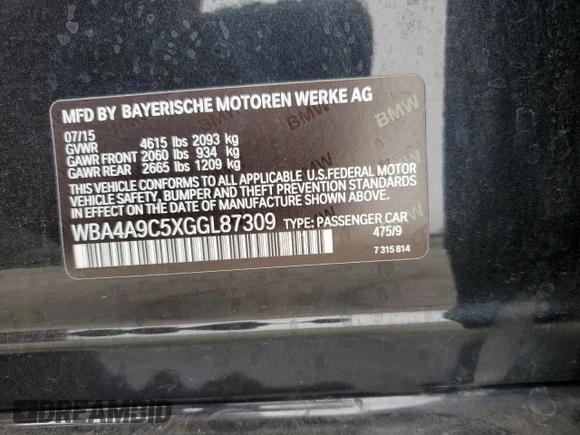 MFD BY BAYERISCHE MOTOREN WERKE AG
07/15
GVWR 4615 lbs 2093 kg
GAWR FRONT 2060 lbs 934 kg
GAWR REAR 2665 lbs 1209 kg
THIS VEHICLE CONFORMS TO ALL APPLICABLE U.S.FEDERAL MOTOR
VEHICLE SAFETY, BUMPER AND THEFT PREVENTION STANDARDS
IN EFFECT ON THE DATE OF MANUFACTURE SHOWN ABOVE.
WBA4A9C5XGGL87309 TYPE: PASSENGER CAR
475/9
7 315 814
BMW
BMW
DREAMBID